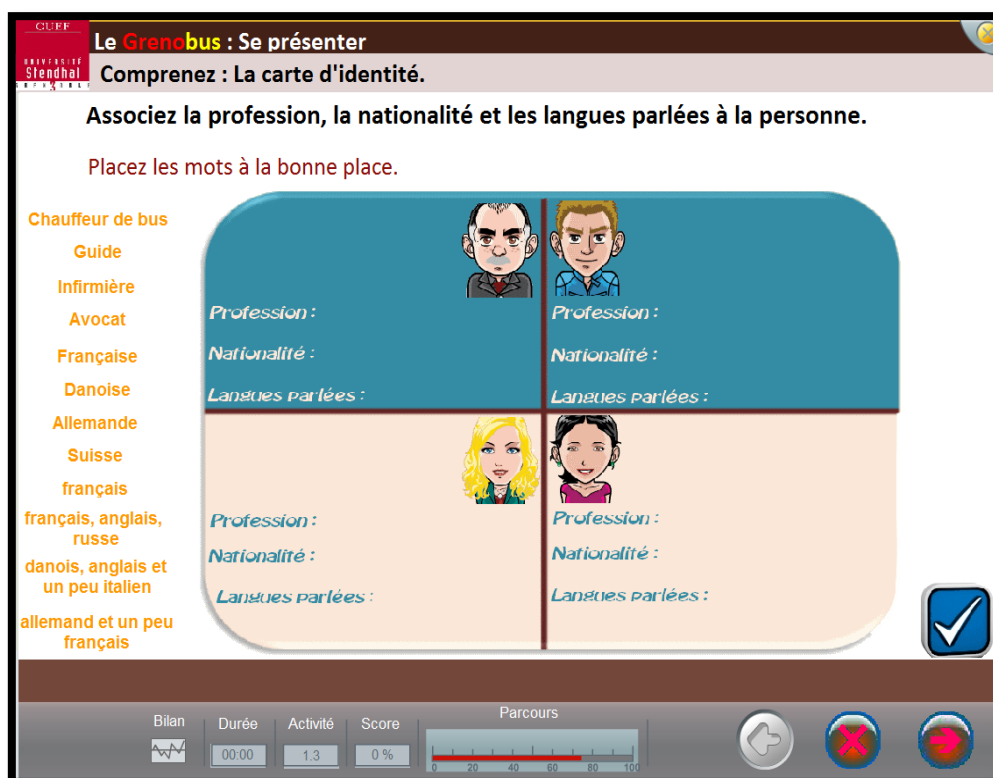 CUEF
UNIVERSITÉ
Stendhal
Le Grenobus : Se présenter
Comprenez : La carte d'identité.
Associez la profession, la nationalité et les langues parlées à la personne.
Placez les mots à la bonne place.
Chauffeur de bus
Guide
Infirmière
Avocat
Française
Danoise
Allemande
Suisse
français
français, anglais,
russe
danois, anglais et
un peu italien
allemand et un peu
français
Profession :
Nationalité :
Langues parlées :
Profession :
Nationalité :
Langues parlées :
Profession :
Nationalité :
Langues parlées :
Profession :
Nationalité :
Langues parlées :
Bilan
Durée
00:00
Activité
1.3
Score
0 %
Parcours
0 20 40 60 80 100